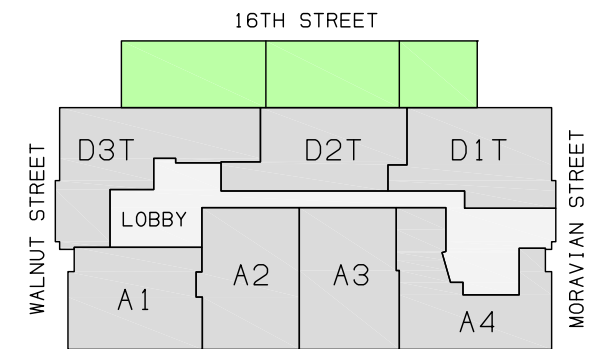 16TH STREET
D3T
D2T
D1T
WALNUT STREET
MORAVIAN STREET
LOBBY
A1
A2
A3
A4